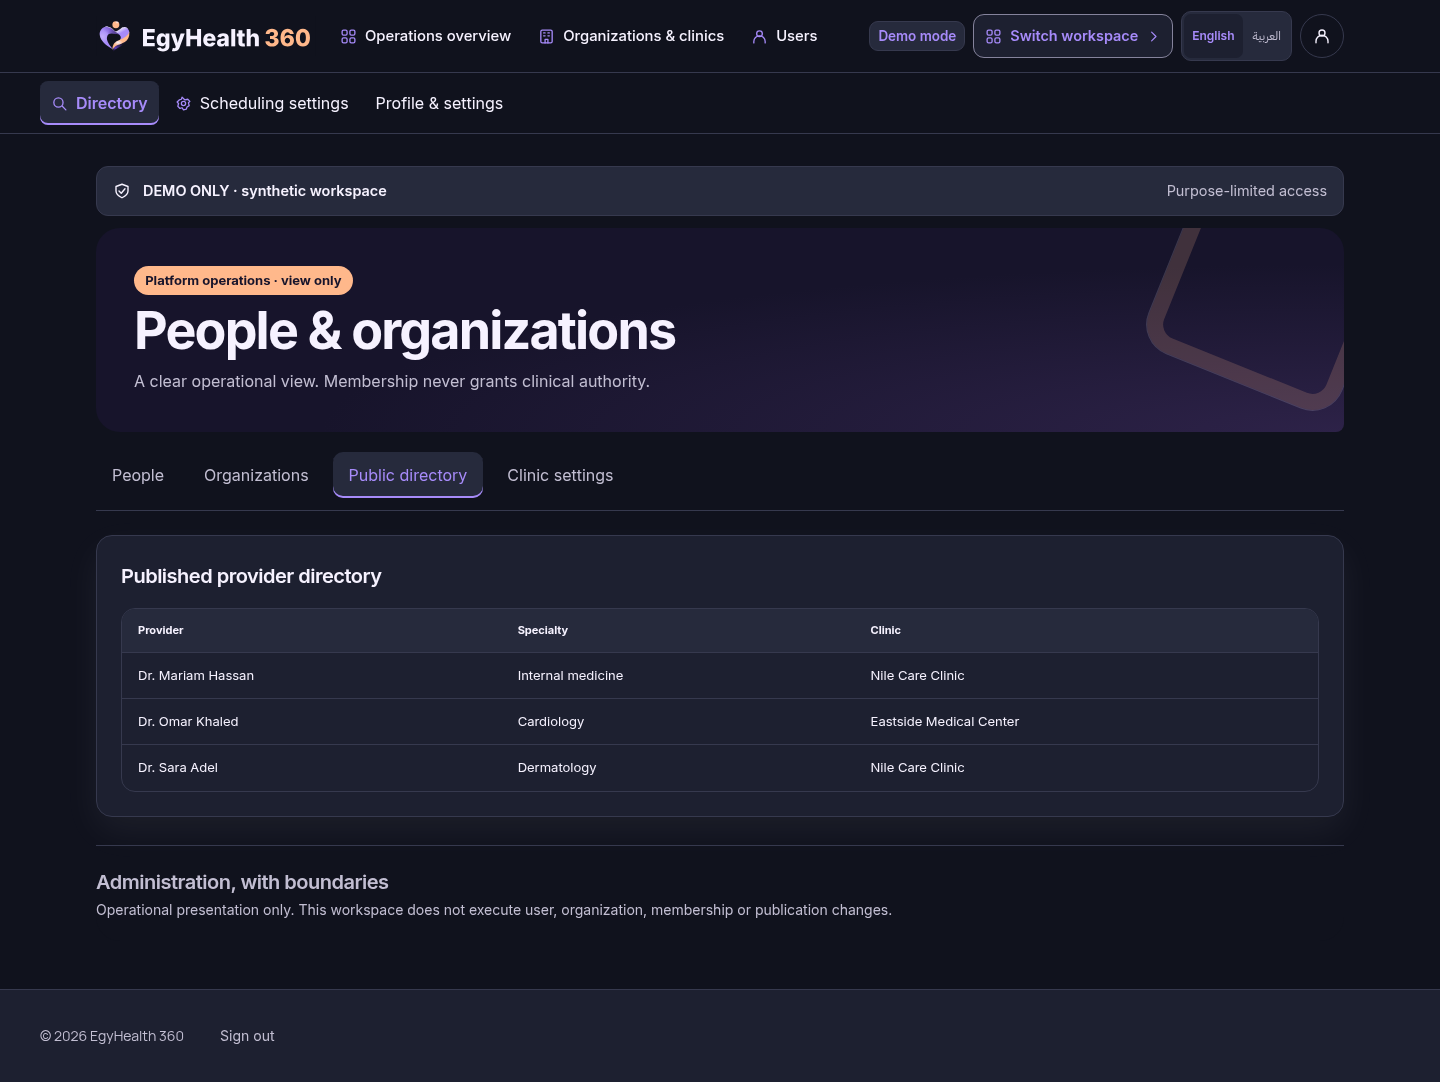 EgyHealth 360
Operations overview
Organizations & clinics
Users
Demo mode
Switch workspace
English
العربية
Directory
Scheduling settings
Profile & settings
DEMO ONLY · synthetic workspace
Purpose-limited access
Platform operations · view only
People & organizations
A clear operational view. Membership never grants clinical authority.
People
Organizations
Public directory
Clinic settings
Published provider directory
Provider Specialty Clinic
Dr. Mariam Hassan Internal medicine Nile Care Clinic
Dr. Omar Khaled Cardiology Eastside Medical Center
Dr. Sara Adel Dermatology Nile Care Clinic
Administration, with boundaries
Operational presentation only. This workspace does not execute user, organization, membership or publication changes.
© 2026 EgyHealth 360
Sign out